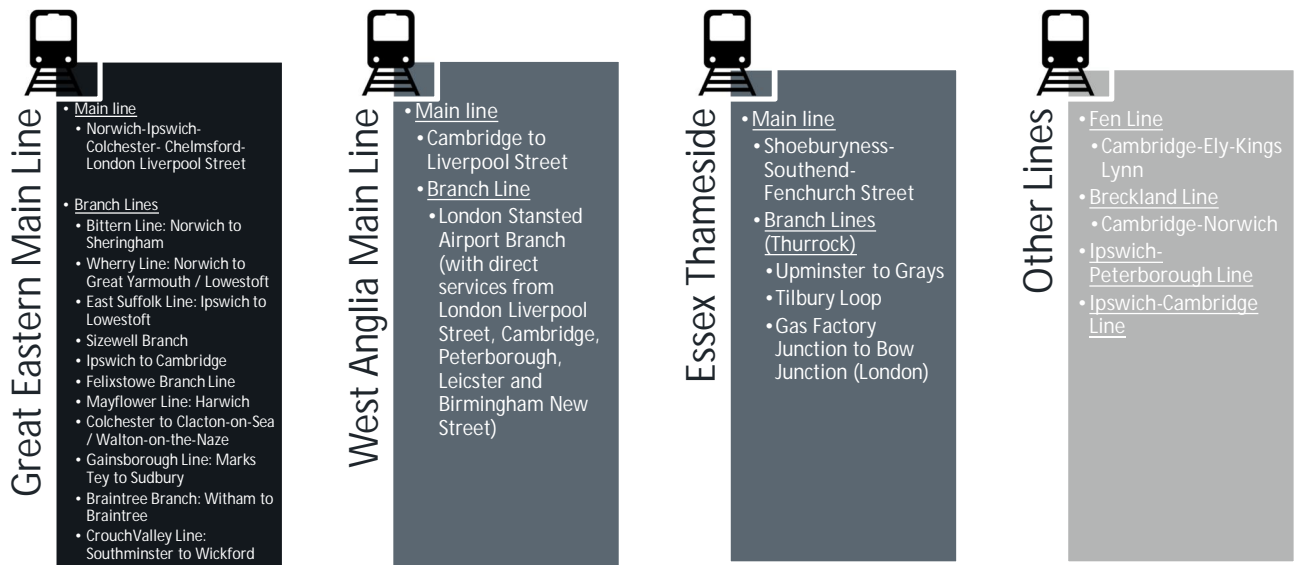 Great Eastern Main Line
• Main line
• Norwich-Ipswich-
Colchester- Chelmsford-
London Liverpool Street
• Branch Lines
• Bittern Line: Norwich to
Sheringham
• Wherry Line: Norwich to
Great Yarmouth / Lowestoft
• East Suffolk Line: Ipswich to
Lowestoft
• Sizewell Branch
• Ipswich to Cambridge
• Felixstowe Branch Line
• Mayflower Line: Harwich
• Colchester to Clacton-on-Sea
/ Walton-on-the-Naze
• Gainsborough Line: Marks
Tey to Sudbury
• Braintree Branch: Witham to
Braintree
• CrouchValley Line:
Southminster to Wickford
West Anglia Main Line
• Main line
• Cambridge to
Liverpool Street
• Branch Line
• London Stansted
Airport Branch
(with direct
services from
London Liverpool
Street, Cambridge,
Peterborough,
Leicster and
Birmingham New
Street)
Essex Thameside
• Main line
• Shoeburyness-
Southend-
Fenchurch Street
• Branch Lines
(Thurrock)
• Upminster to Grays
• Tilbury Loop
• Gas Factory
Junction to Bow
Junction (London)
Other Lines
• Fen Line
• Cambridge-Ely-Kings
Lynn
• Breckland Line
• Cambridge-Norwich
• Ipswich-
Peterborough Line
• Ipswich-Cambridge
Line